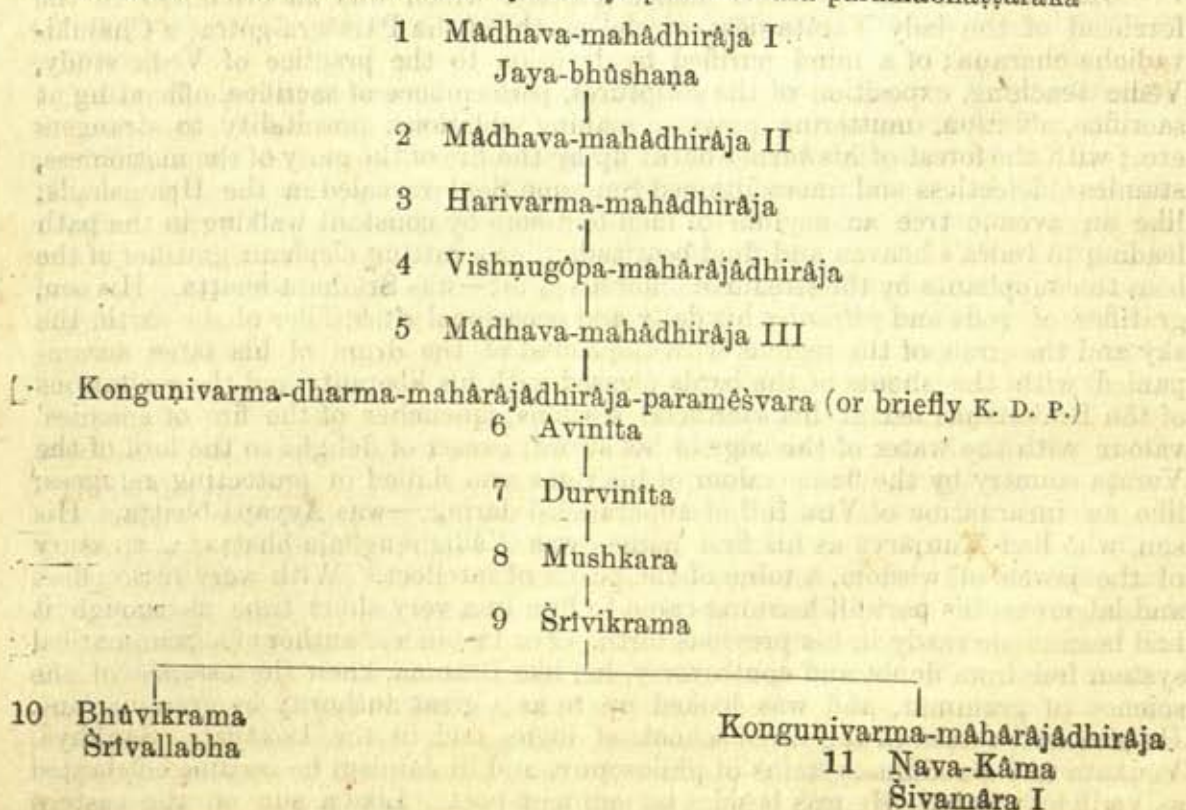 1 Mâdhava-mahâdhirâja I
Jaya-bhûshaṇa
2 Mâdhava-mahâdhirâja II
3 Harivarma-mahâdhirâja
4 Vishṇugôpa-mahârâjâdhirâja
5 Mâdhava-mahâdhirâja III
Konguṇivarma-dharma-mahârâjâdhirâja-paramêśvara (or briefly K. D. P.)
6 Avinîta
7 Durvinîta
8 Mushkara
9 Śrîvikrama
10 Bhûvikrama
Śrîvallabha
Konguṇivarma-mâhârâjâdhirâja
11 Nava-Kâma
Śivamâra I